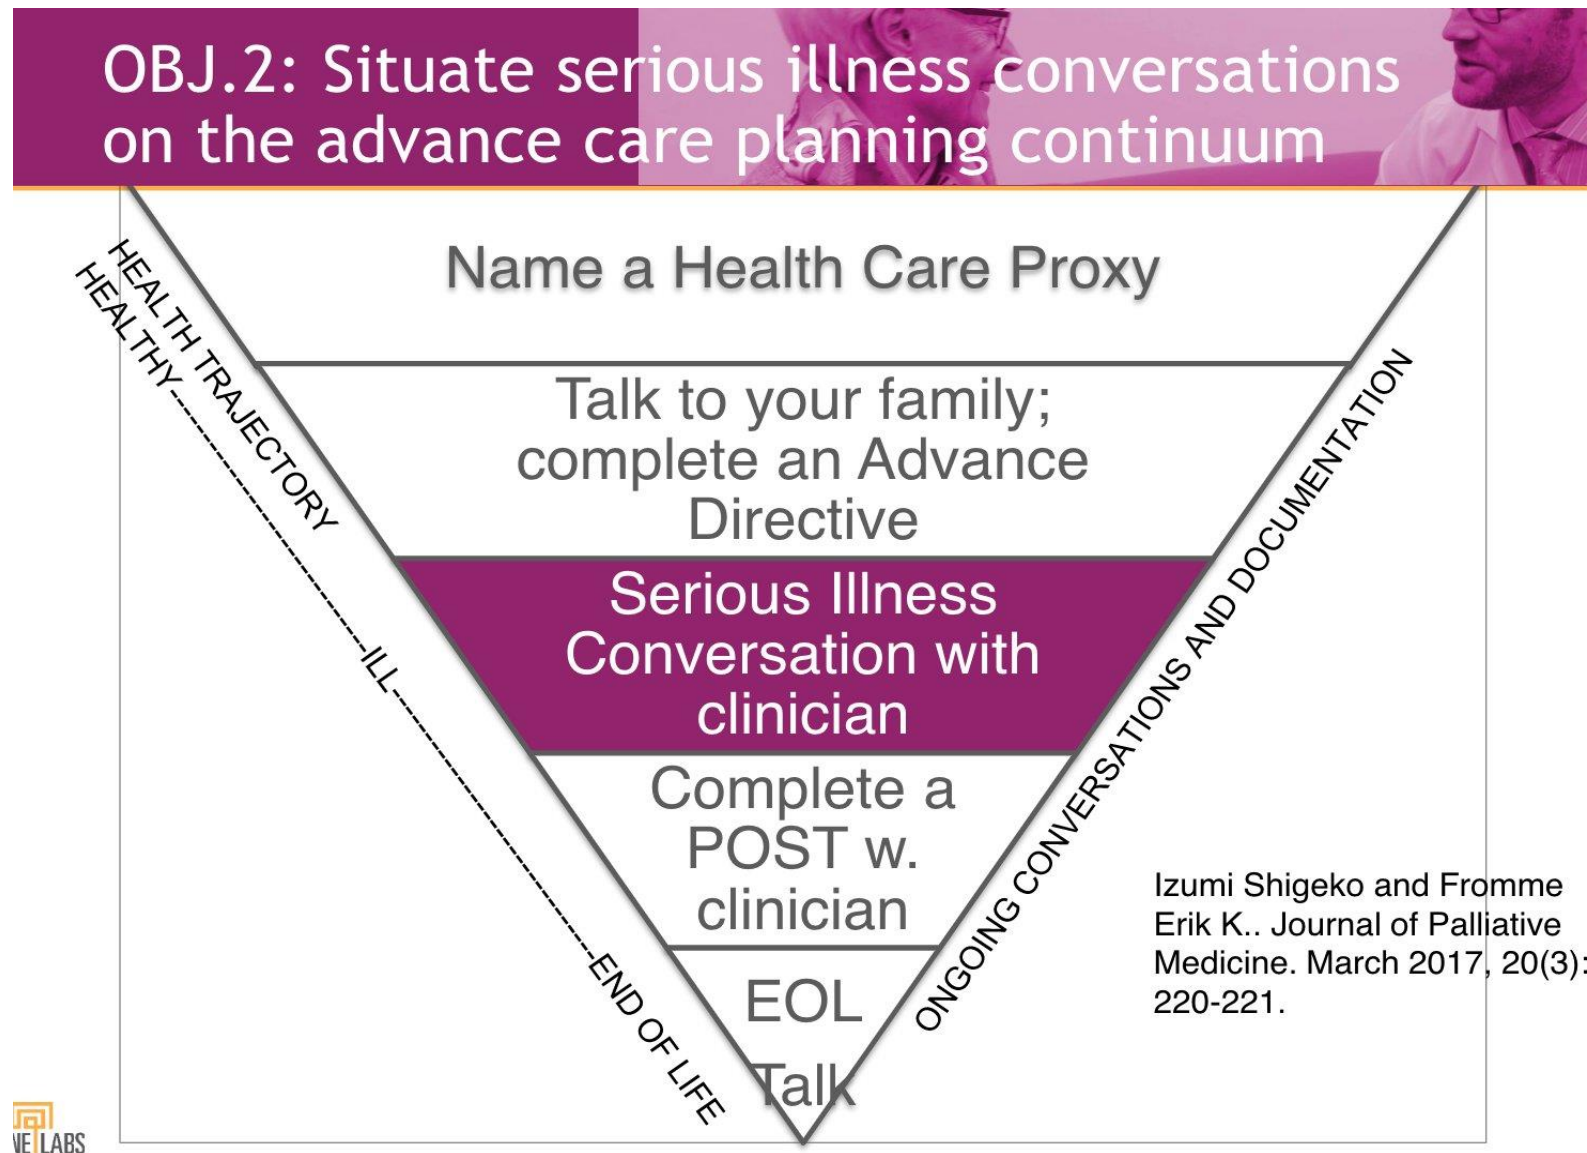 OBJ.2: Situate serious illness conversations
on the advance care planning continuum
Name a Health Care Proxy
HEALTH TRAJECTORY
HEALTHY--------------------ILL--------------------END OF LIFE
Talk to your family;
complete an Advance
Directive
Serious Illness
Conversation with
clinician
Complete a
POST w.
clinician
EOL
Talk
ONGOING CONVERSATIONS AND DOCUMENTATION
Izumi Shigeko and Fromme
Erik K.. Journal of Palliative
Medicine. March 2017, 20(3):
220-221.
LABS